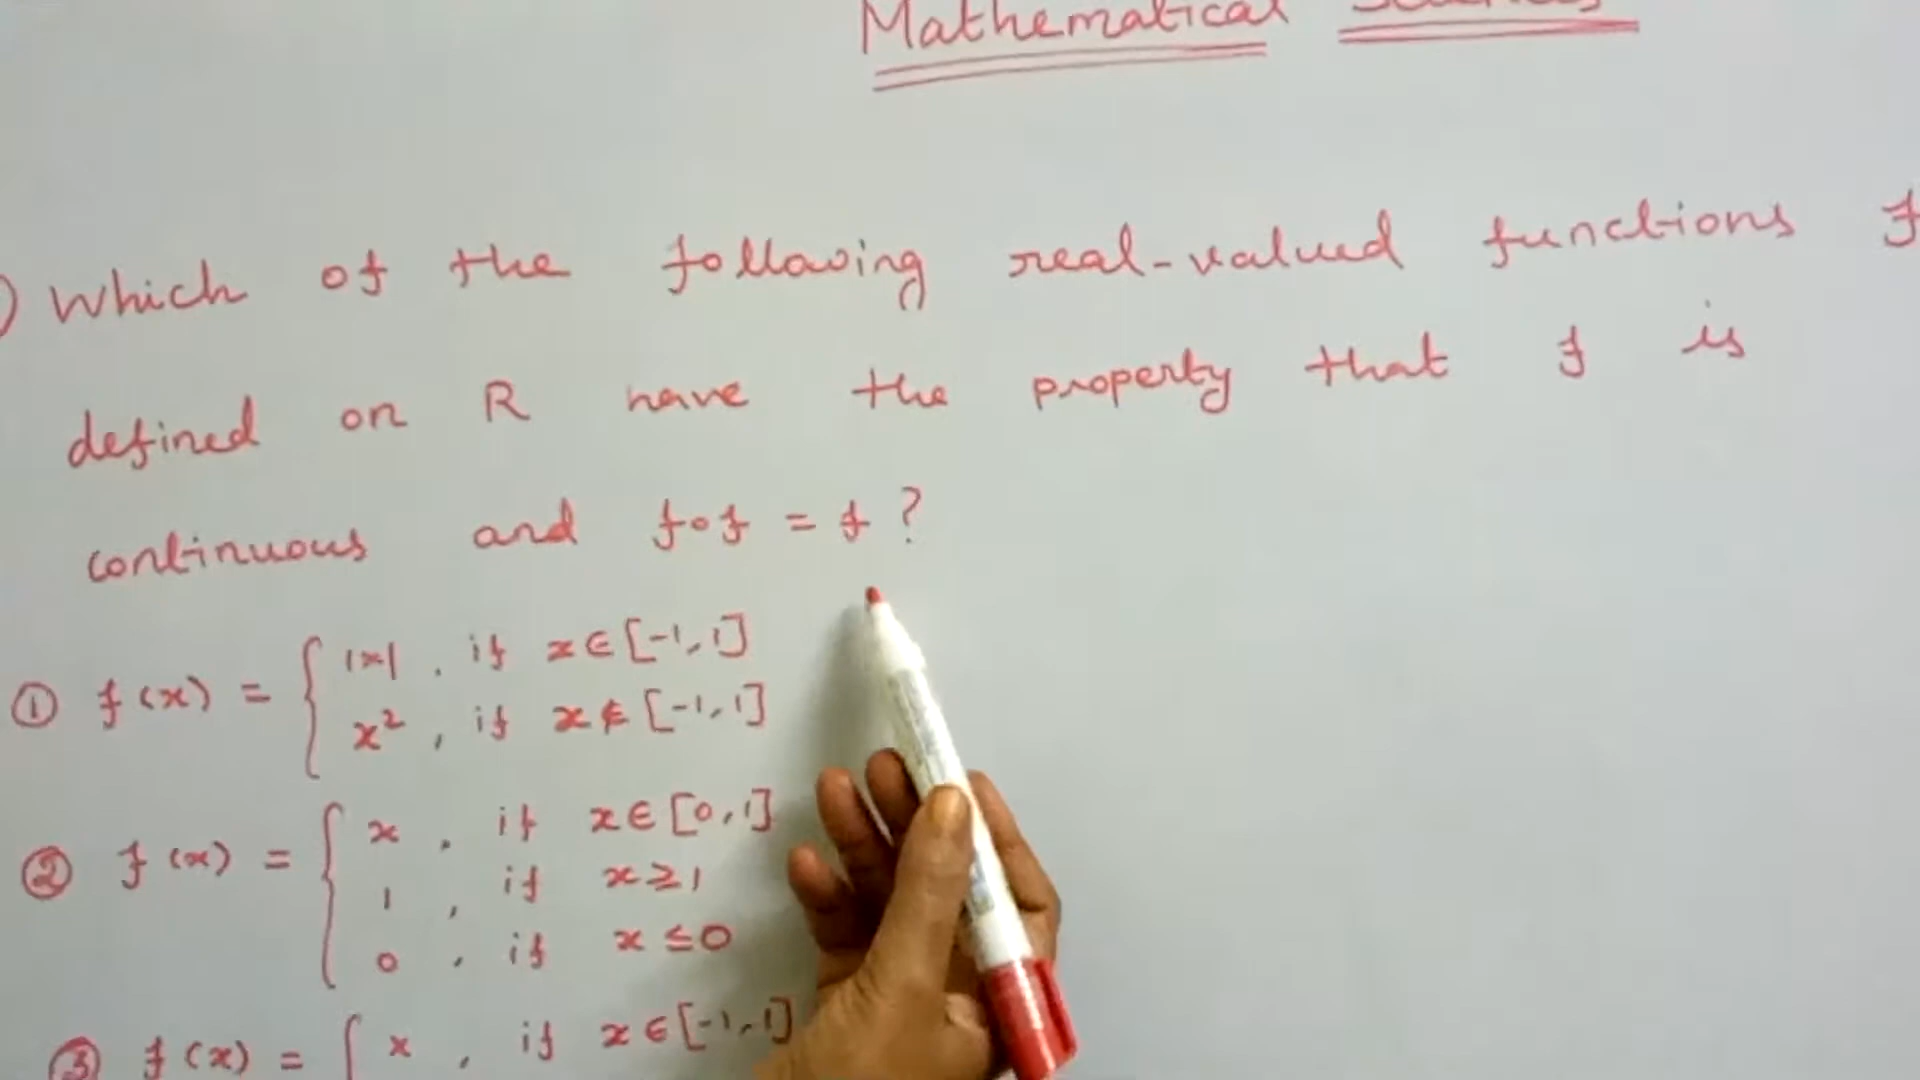 Mathematical
) Which of the following real-valued functions f
defined on R have the property that f is
continuous and f∘f = f ?
① f(x) = { |x| , if x ∈ [-1, 1]
x² , if x ∉ [-1, 1]
② f(x) = { x , if x ∈ [0, 1]
1 , if x ≥ 1
0 , if x ≤ 0
③ f(x) = { x , if x ∈ [-1, 1]